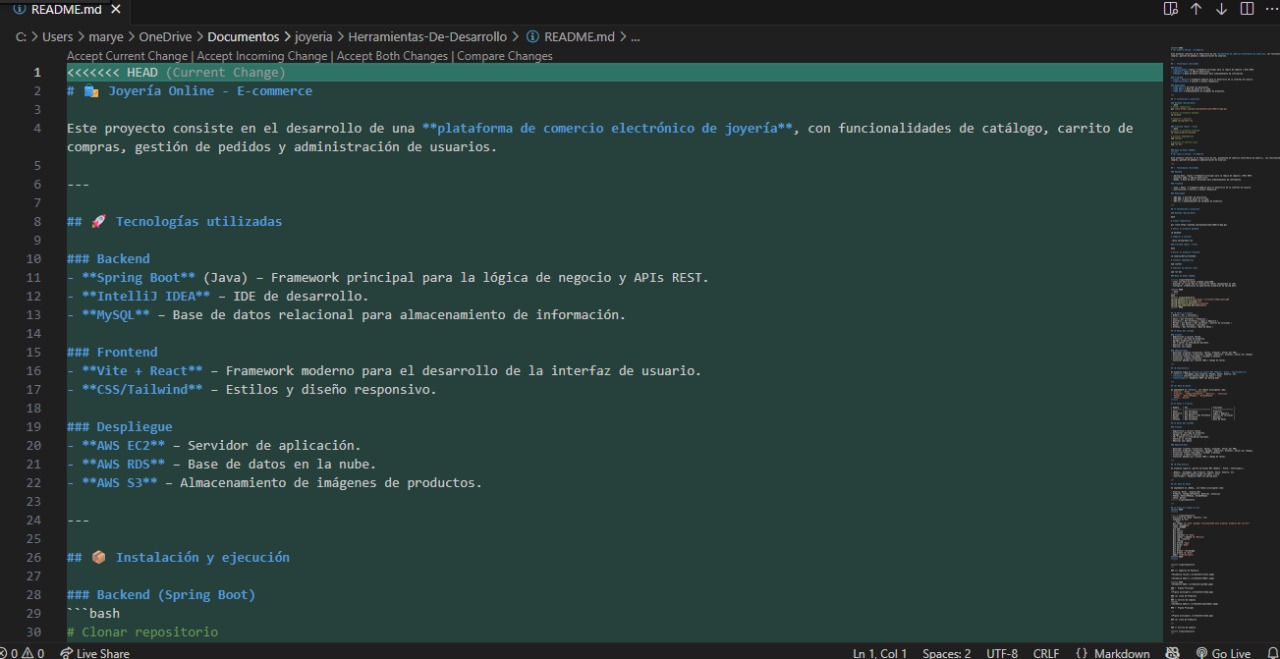 README.md
C: > Users > marye > OneDrive > Documentos > joyeria > Herramientas-De-Desarrollo > README.md > ...
Accept Current Change | Accept Incoming Change | Accept Both Changes | Compare Changes
1 <<<<<<< HEAD (Current Change)
2 # 🛍️ Joyería Online - E-commerce
3
4 Este proyecto consiste en el desarrollo de una **plataforma de comercio electrónico de joyería**, con funcionalidades de catálogo, carrito de
compras, gestión de pedidos y administración de usuarios.
5
6 ---
7
8 ## 🚀 Tecnologías utilizadas
9
10 ### Backend
11 - **Spring Boot** (Java) – Framework principal para la lógica de negocio y APIs REST.
12 - **IntelliJ IDEA** – IDE de desarrollo.
13 - **MySQL** – Base de datos relacional para almacenamiento de información.
14
15 ### Frontend
16 - **Vite + React** – Framework moderno para el desarrollo de la interfaz de usuario.
17 - **CSS/Tailwind** – Estilos y diseño responsivo.
18
19 ### Despliegue
20 - **AWS EC2** – Servidor de aplicación.
21 - **AWS RDS** – Base de datos en la nube.
22 - **AWS S3** – Almacenamiento de imágenes de productos.
23
24 ---
25
26 ## 📦 Instalación y ejecución
27
28 ### Backend (Spring Boot)
29 ```bash
30 # Clonar repositorio
0 0 Live Share Ln 1, Col 1 Spaces: 2 UTF-8 CRLF {} Markdown Go Live